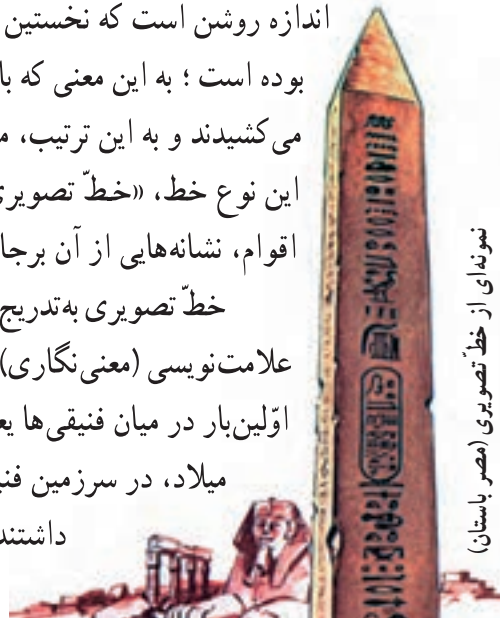 اندازه روشن است که نخستین
بوده است ؛ به این معنی که با
می‌کشیدند و به این ترتیب، م
این نوع خط، «خطّ تصویری
اقوام، نشانه‌هایی از آن برجا
خطّ تصویری به‌تدریج
علامت‌نویسی (معنی‌نگاری)
اوّلین‌بار در میان فنیقی‌ها یع
میلاد، در سرزمین فنی
داشتند
نمونه‌ای از خطّ تصویری (مصر باستان)